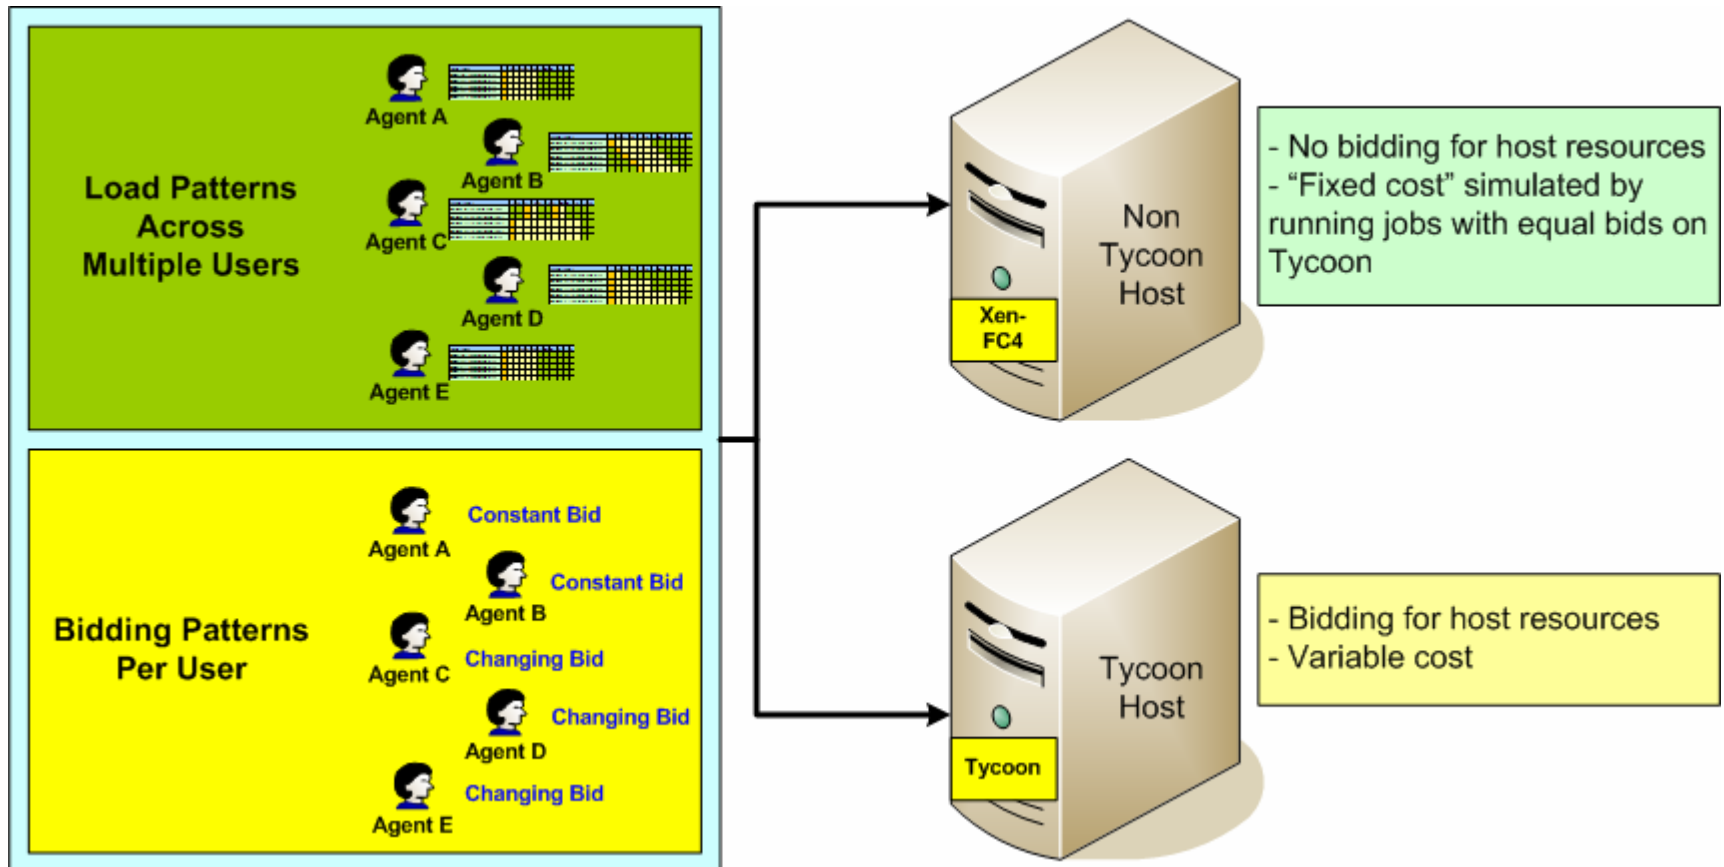 Load Patterns
Across
Multiple Users
Agent A
Agent B
Agent C
Agent D
Agent E
Bidding Patterns
Per User
Agent A
Constant Bid
Agent B
Constant Bid
Agent C
Changing Bid
Agent D
Changing Bid
Agent E
Changing Bid
Non
Tycoon
Host
Xen-
FC4
- No bidding for host resources
- “Fixed cost” simulated by
running jobs with equal bids on
Tycoon
Tycoon
Host
Tycoon
- Bidding for host resources
- Variable cost